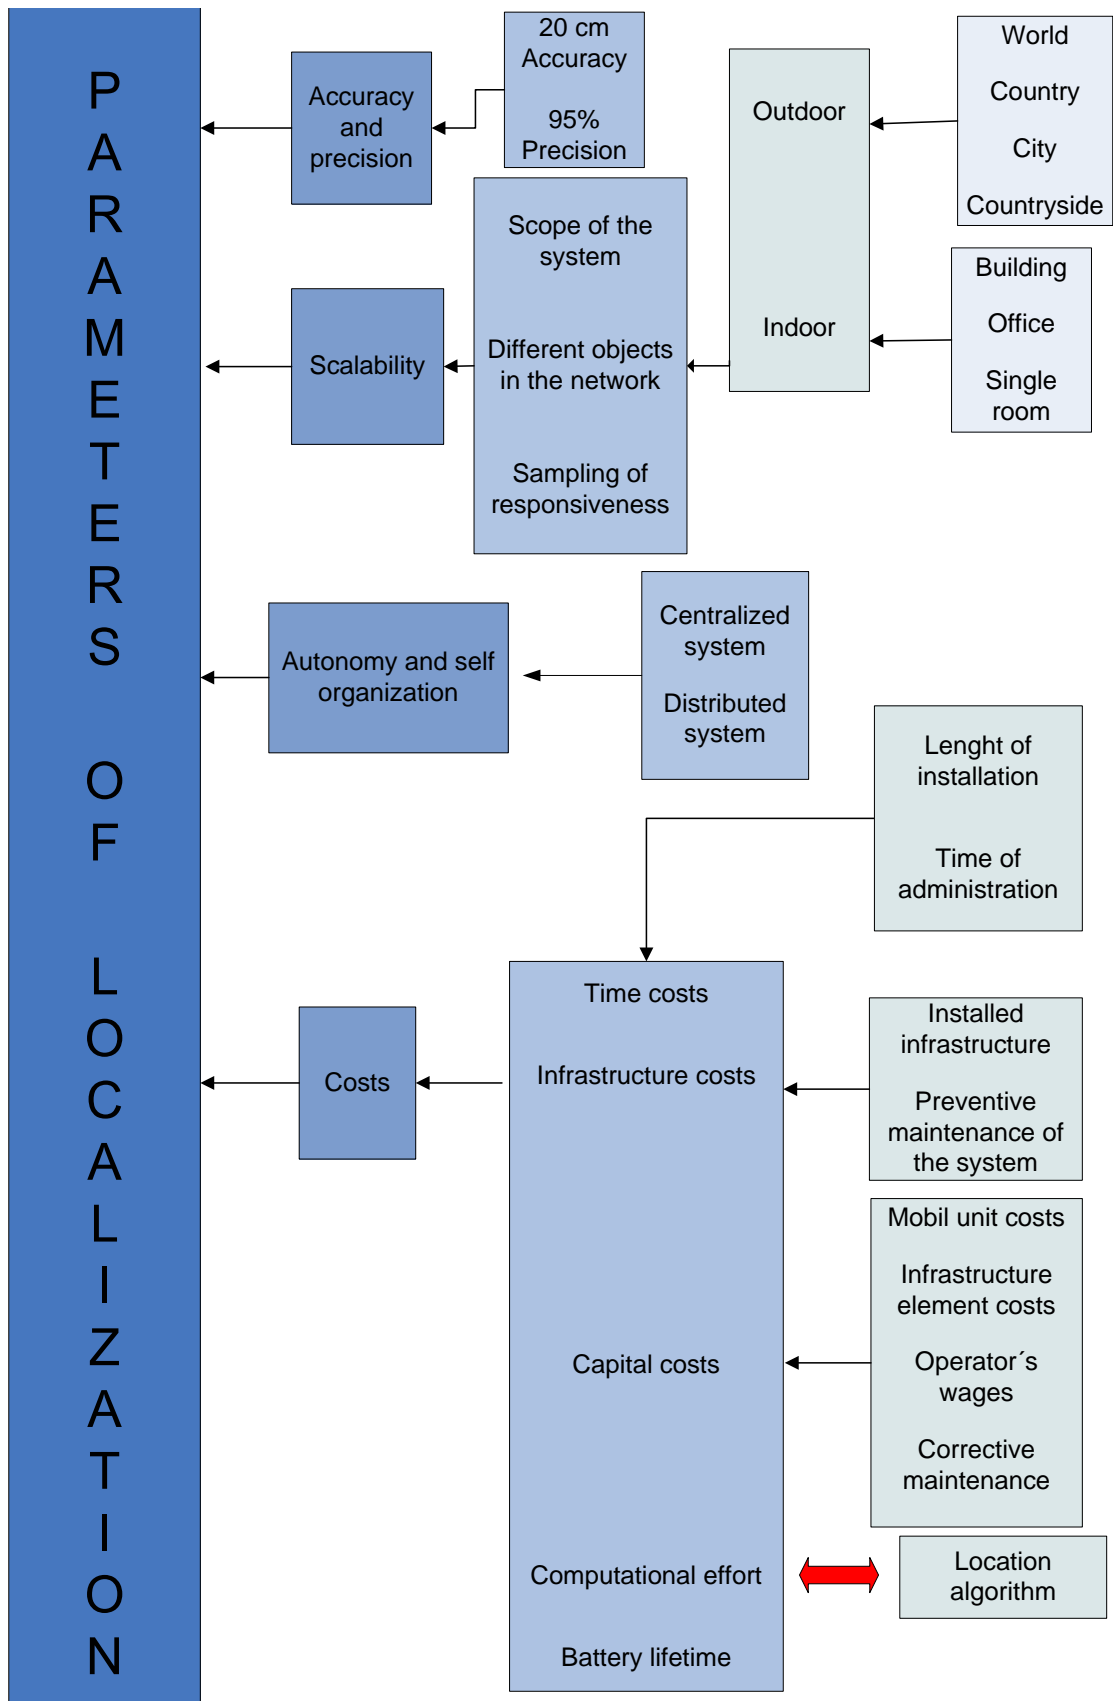 PARAMETERS OF LOCALIZATION
Accuracy
and
precision
20 cm
Accuracy
95%
Precision
Scalability
Scope of the
system
Different objects
in the network
Sampling of
responsiveness
Outdoor
Indoor
World
Country
City
Countryside
Building
Office
Single
room
Autonomy and self
organization
Centralized
system
Distributed
system
Costs
Time costs
Infrastructure costs
Capital costs
Computational effort
Battery lifetime
Lenght of
installation
Time of
administration
Installed
infrastructure
Preventive
maintenance of
the system
Mobil unit costs
Infrastructure
element costs
Operator´s
wages
Corrective
maintenance
Location
algorithm